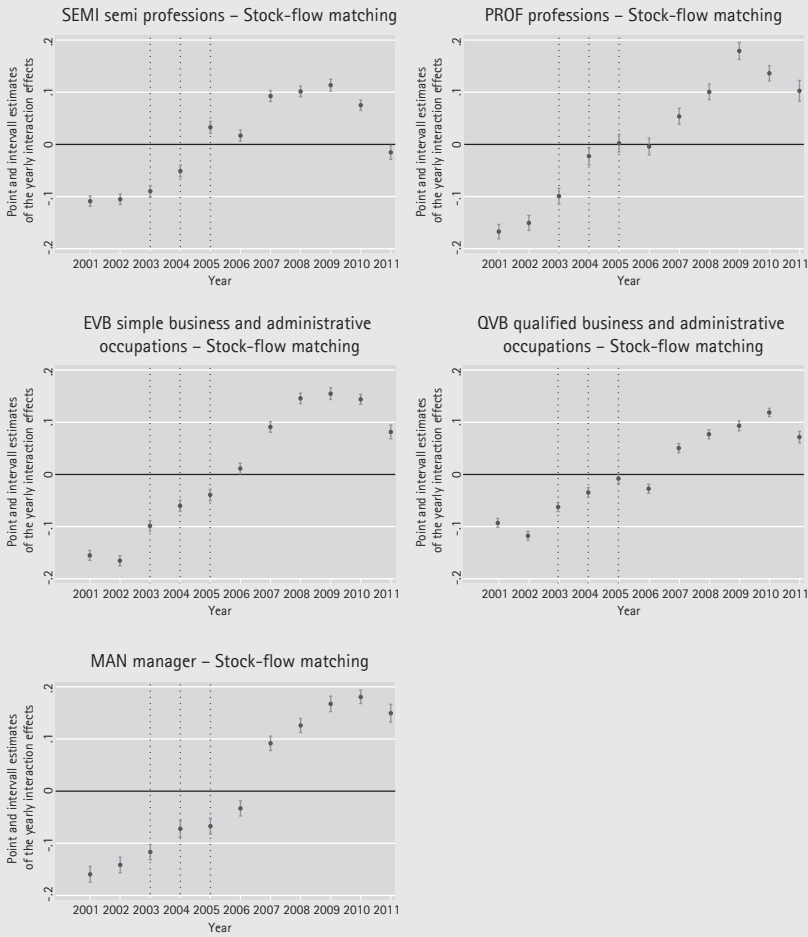 SEMI semi professions – Stock-flow matching
Point and intervall estimates
of the yearly interaction effects
.2
.1
0
-.1
-.2
2001 2002 2003 2004 2005 2006 2007 2008 2009 2010 2011
Year
PROF professions – Stock-flow matching
Point and intervall estimates
of the yearly interaction effects
.2
.1
0
-.1
-.2
2001 2002 2003 2004 2005 2006 2007 2008 2009 2010 2011
Year
EVB simple business and administrative
occupations – Stock-flow matching
Point and intervall estimates
of the yearly interaction effects
.2
.1
0
-.1
-.2
2001 2002 2003 2004 2005 2006 2007 2008 2009 2010 2011
Year
QVB qualified business and administrative
occupations – Stock-flow matching
Point and intervall estimates
of the yearly interaction effects
.2
.1
0
-.1
-.2
2001 2002 2003 2004 2005 2006 2007 2008 2009 2010 2011
Year
MAN manager – Stock-flow matching
Point and intervall estimates
of the yearly interaction effects
.2
.1
0
-.1
-.2
2001 2002 2003 2004 2005 2006 2007 2008 2009 2010 2011
Year